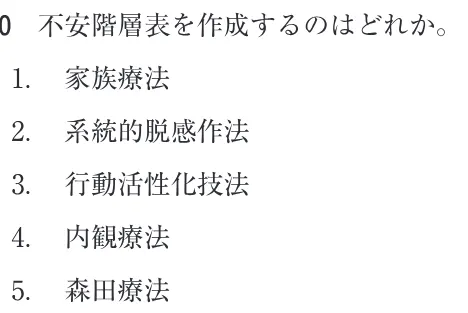 0 不安階層表を作成するのはどれか。
1. 家族療法
2. 系統的脱感作法
3. 行動活性化技法
4. 内観療法
5. 森田療法